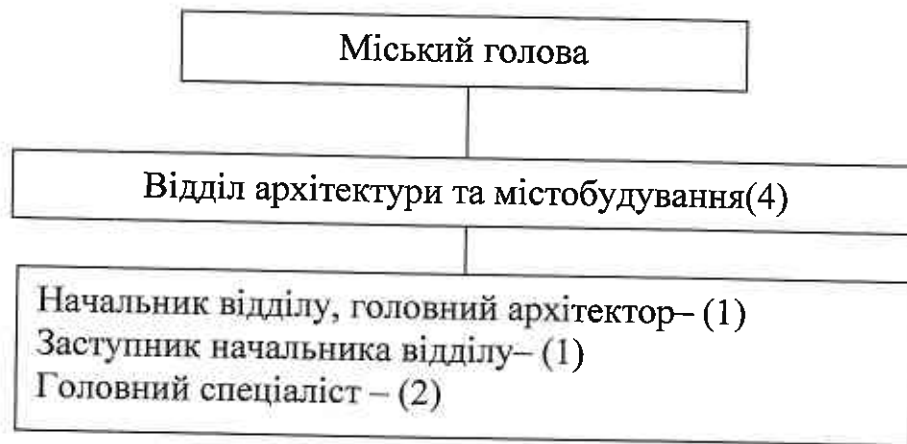 Міський голова
Відділ архітектури та містобудування(4)
Начальник відділу, головний архітектор– (1)
Заступник начальника відділу– (1)
Головний спеціаліст – (2)